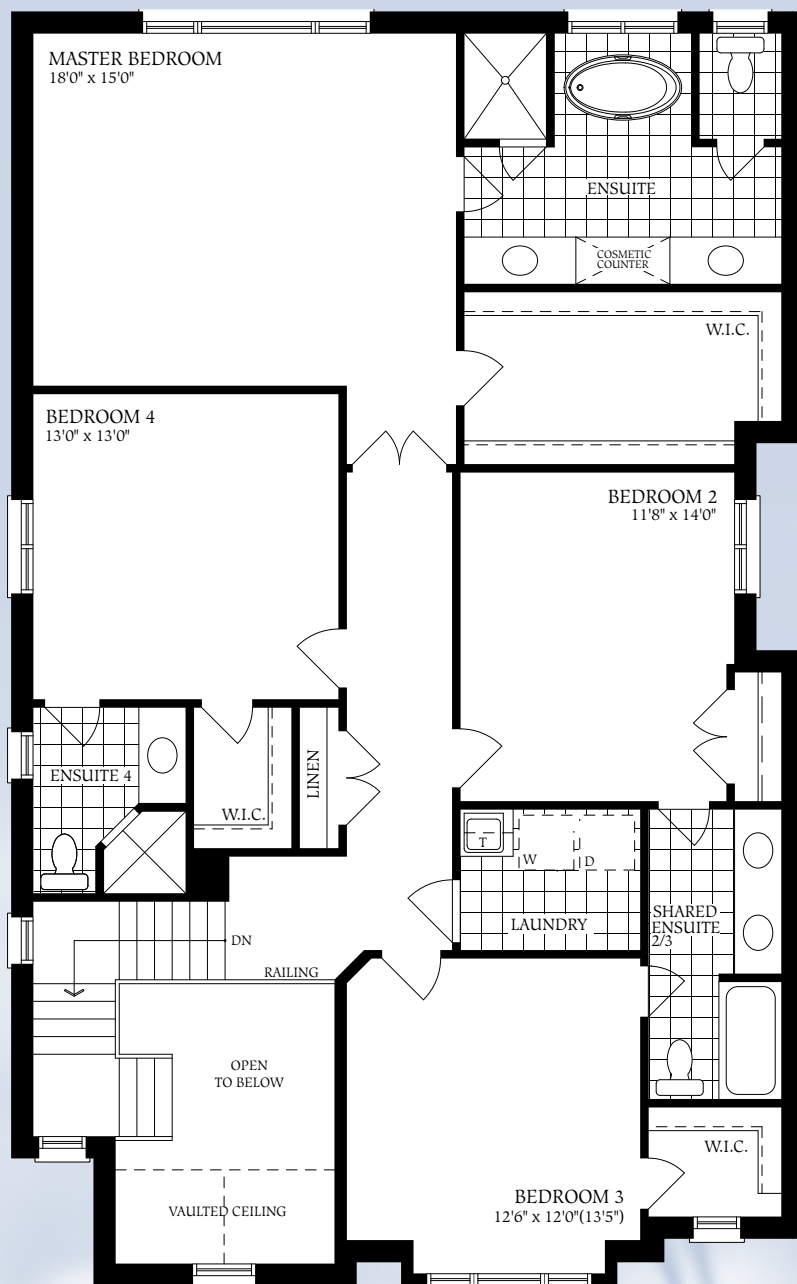 MASTER BEDROOM
18'0" x 15'0"
ENSUITE
COSMETIC
COUNTER
W.I.C.
BEDROOM 4
13'0" x 13'0"
BEDROOM 2
11'8" x 14'0"
ENSUITE 4
W.I.C.
LINEN
T
W
D
LAUNDRY
SHARED
ENSUITE
2/3
DN
RAILING
OPEN
TO BELOW
VAULTED CEILING
W.I.C.
BEDROOM 3
12'6" x 12'0"(13'5")